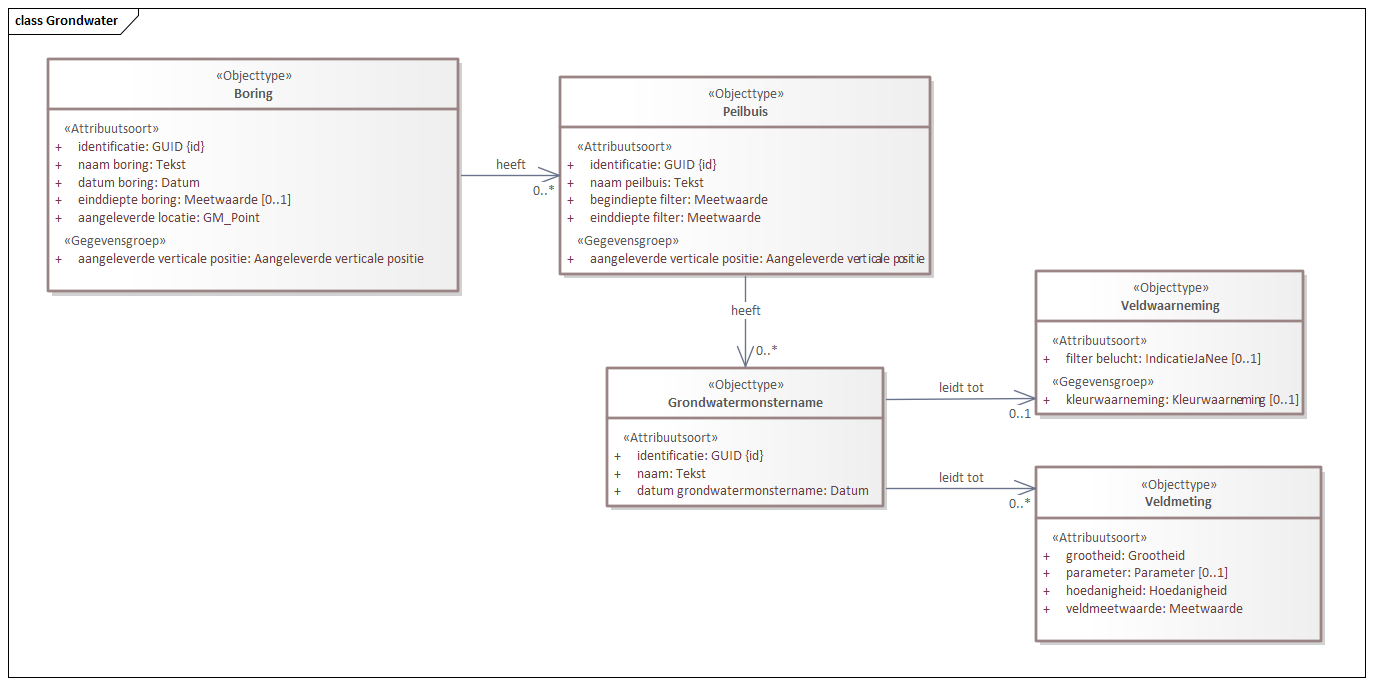 class Grondwater
«Objecttype»
Boring
«Attribuutsoort»
+ identificatie: GUID {id}
+ naam boring: Tekst
+ datum boring: Datum
+ einddiepte boring: Meetwaarde [0..1]
+ aangeleverde locatie: GM_Point
«Gegevensgroep»
+ aangeleverde verticale positie: Aangeleverde verticale positie
heeft
0..*
«Objecttype»
Peilbuis
«Attribuutsoort»
+ identificatie: GUID {id}
+ naam peilbuis: Tekst
+ begindiepte filter: Meetwaarde
+ einddiepte filter: Meetwaarde
«Gegevensgroep»
+ aangeleverde verticale positie: Aangeleverde verticale positie
heeft
0..*
«Objecttype»
Grondwatermonstername
«Attribuutsoort»
+ identificatie: GUID {id}
+ naam: Tekst
+ datum grondwatermonstername: Datum
leidt tot
0..1
«Objecttype»
Veldwaarneming
«Attribuutsoort»
+ filter belucht: IndicatieJaNee [0..1]
«Gegevensgroep»
+ kleurwaarneming: Kleurwaarneming [0..1]
leidt tot
0..*
«Objecttype»
Veldmeting
«Attribuutsoort»
+ grootheid: Grootheid
+ parameter: Parameter [0..1]
+ hoedanigheid: Hoedanigheid
+ veldmeetwaarde: Meetwaarde